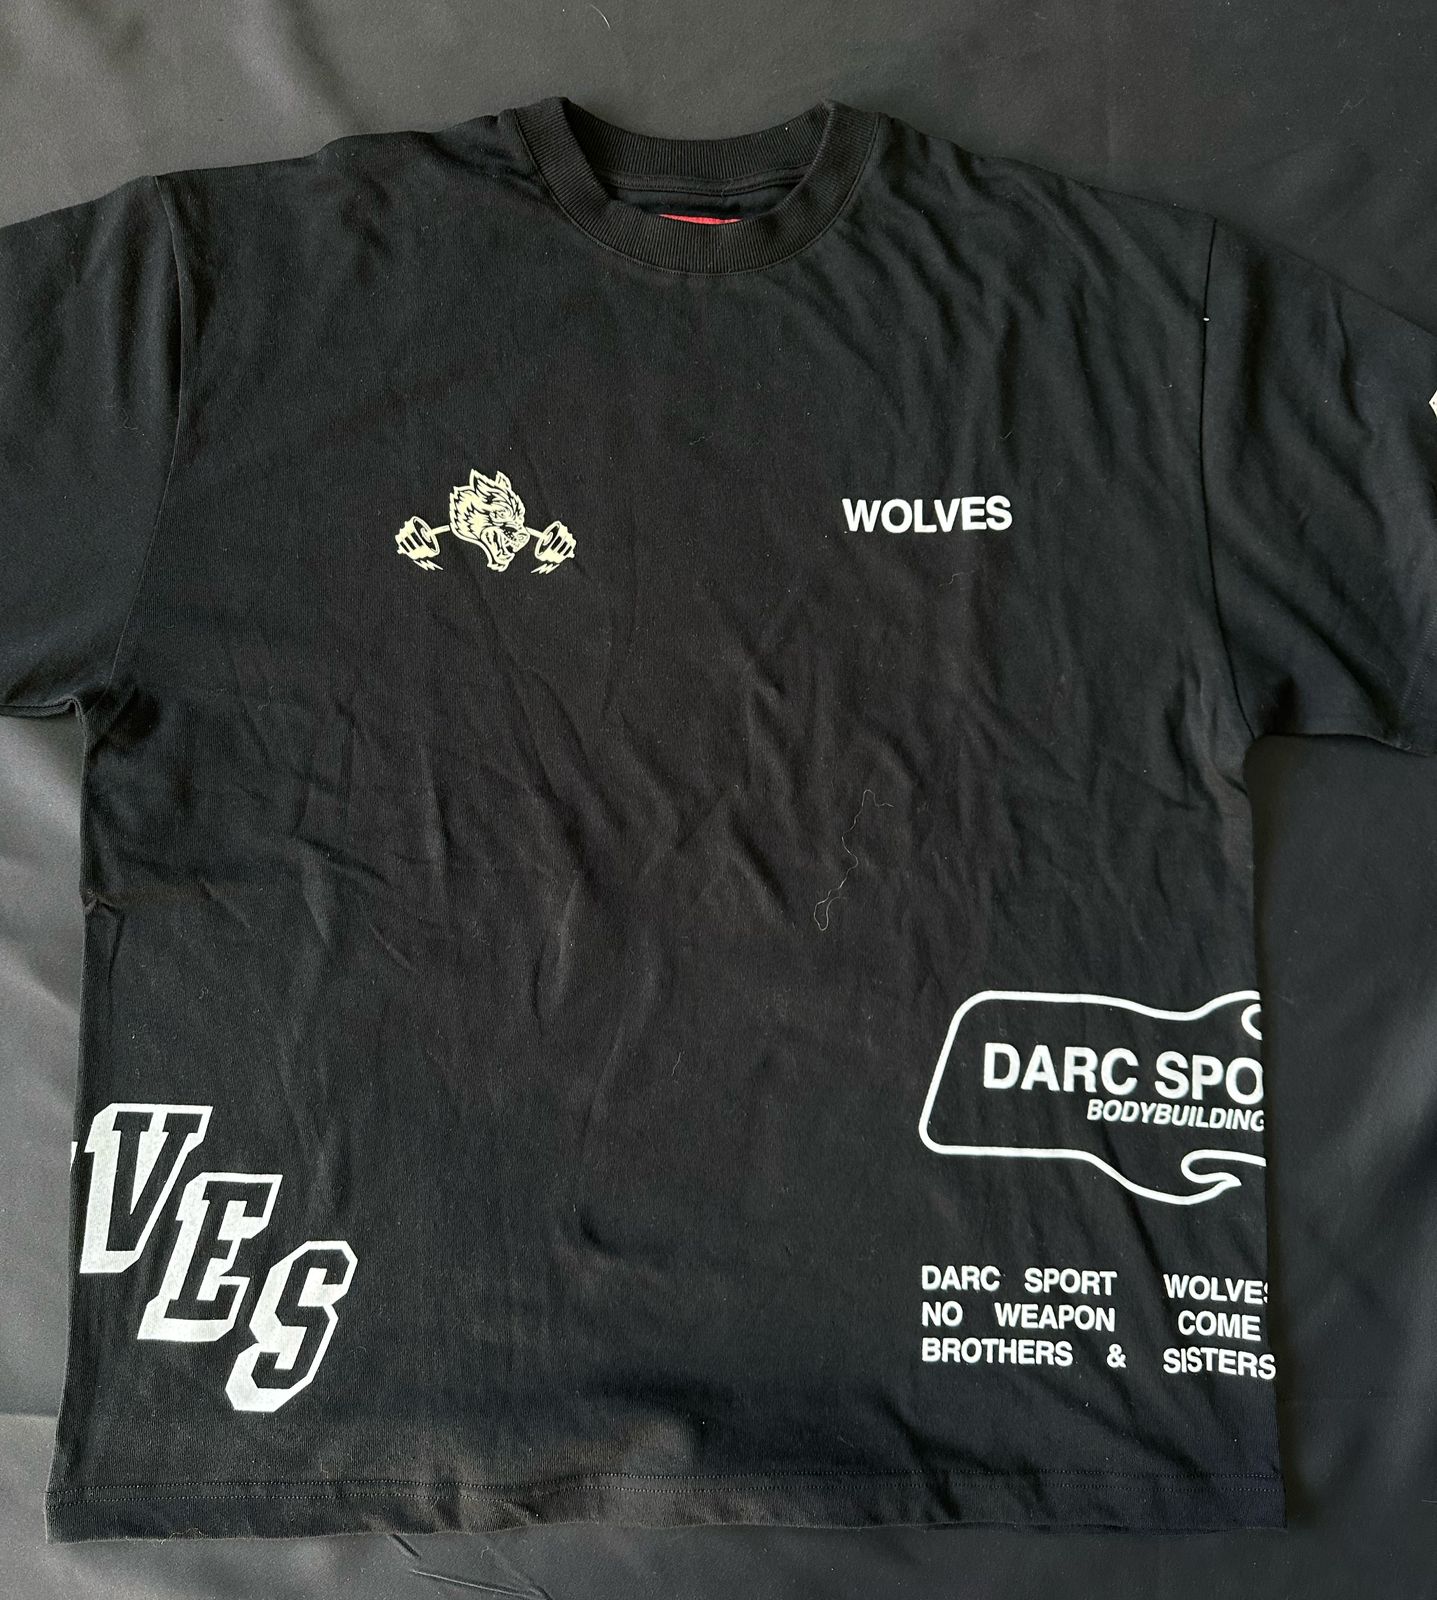 WOLVES
DARC SPO
BODYBUILDING
VES
DARC SPORT WOLVES
NO WEAPON COME
BROTHERS & SISTERS